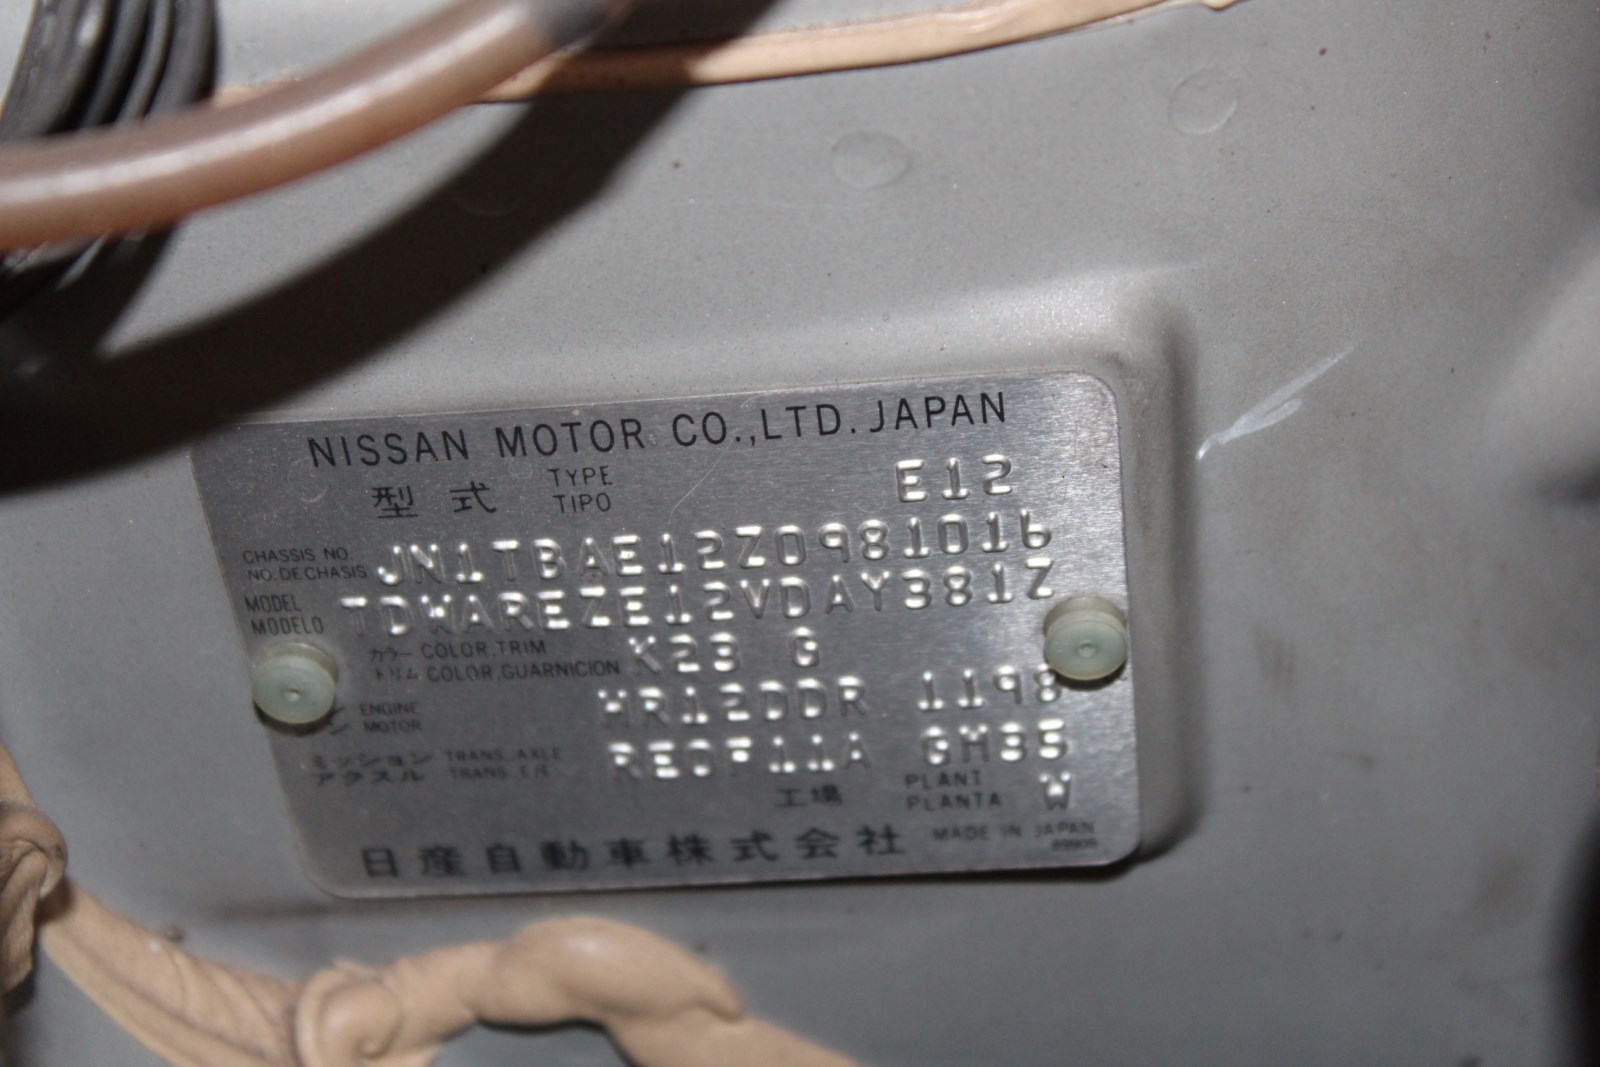 NISSAN MOTOR CO.,LTD. JAPAN
型式 TYPE TIPO E12
CHASSIS NO. NO.DE CHASIS JN1TBAE12Z0981016
MODEL MODELO TDWAREZE12VDAY381Z
カラー トリム COLOR,TRIM COLOR,GUARNICION K23 G
ENGINE MOTOR HR12DDR 1198
ミッション アクスル TRANS. AXLE TRANS. E/E RE0F11A GH85
工場 PLANT PLANTA W
日産自動車株式会社 MADE IN JAPAN